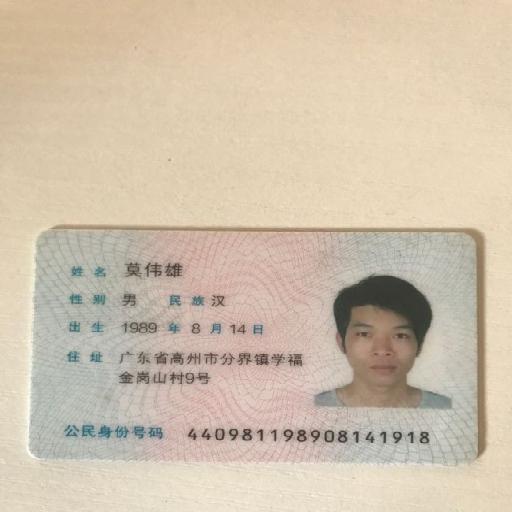 姓名 莫伟雄
性别 男 民族 汉
出生 1989 年 8 月 14 日
住址 广东省高州市分界镇学福
金岗山村9号
公民身份号码 440981198908141918